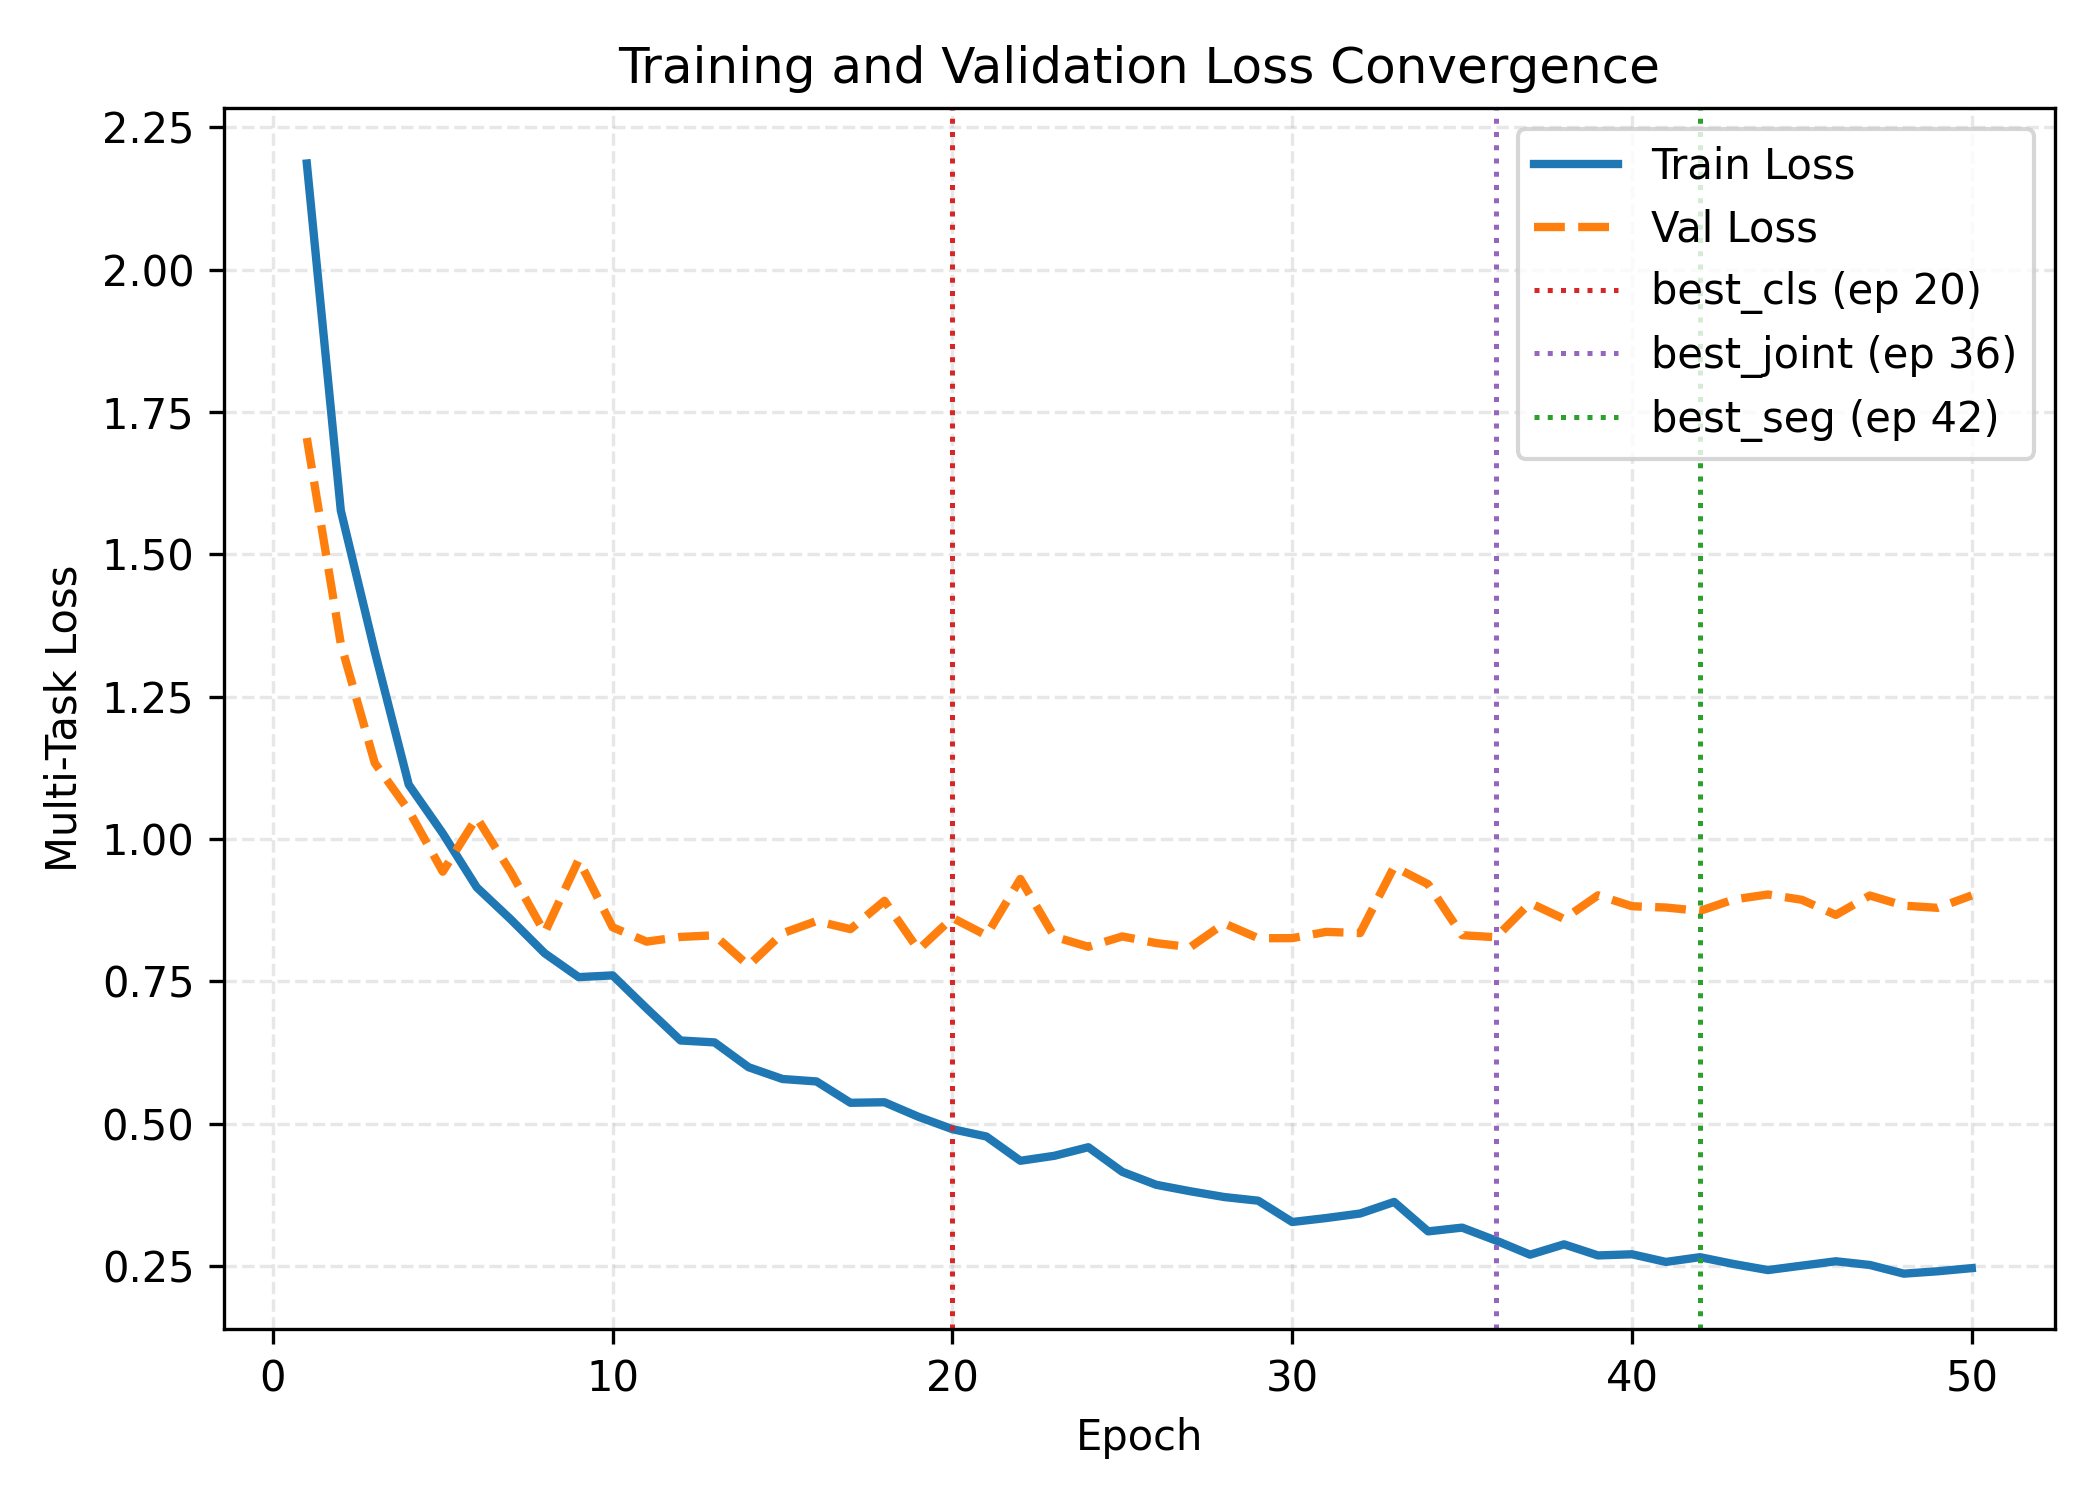 Training and Validation Loss Convergence
2.25
2.00
1.75
1.50
1.25
1.00
0.75
0.50
0.25
Multi-Task Loss
Train Loss
Val Loss
best_cls (ep 20)
best_joint (ep 36)
best_seg (ep 42)
0 10 20 30 40 50
Epoch